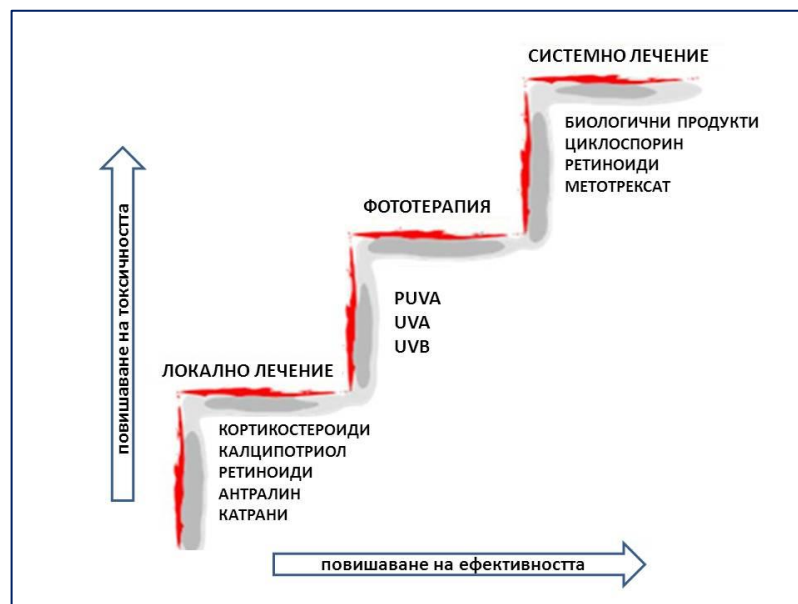 СИСТЕМНО ЛЕЧЕНИЕ
БИОЛОГИЧНИ ПРОДУКТИ
ЦИКЛОСПОРИН
РЕТИНОИДИ
МЕТОТРЕКСАТ
ФОТОТЕРАПИЯ
PUVA
UVA
UVB
ЛОКАЛНО ЛЕЧЕНИЕ
КОРТИКОСТЕРОИДИ
КАЛЦИПОТРИОЛ
РЕТИНОИДИ
АНТРАЛИН
КАТРАНИ
повишаване на токсичността
повишаване на ефективността